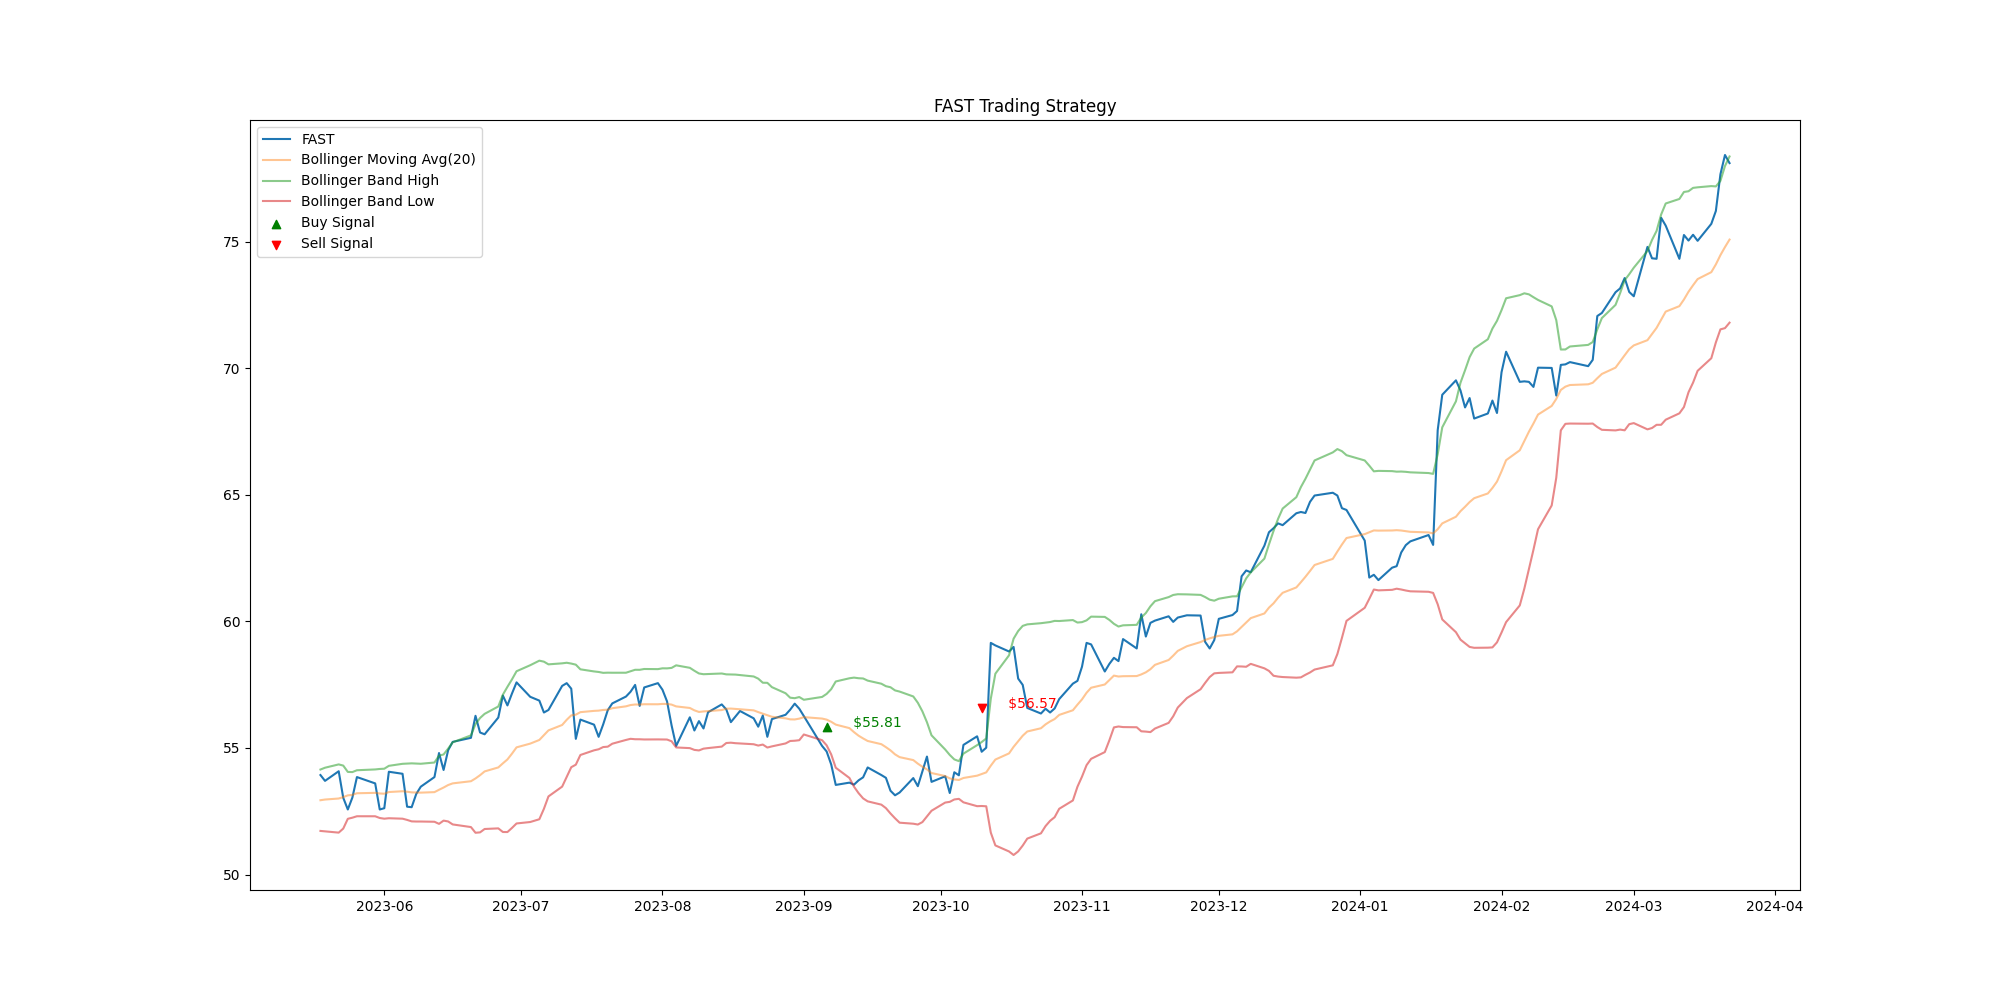 FAST Trading Strategy
FAST
Bollinger Moving Avg(20)
Bollinger Band High
Bollinger Band Low
Buy Signal
Sell Signal
75
70
65
60
55
50
$55.81
$56.57
2023-06 2023-07 2023-08 2023-09 2023-10 2023-11 2023-12 2024-01 2024-02 2024-03 2024-04